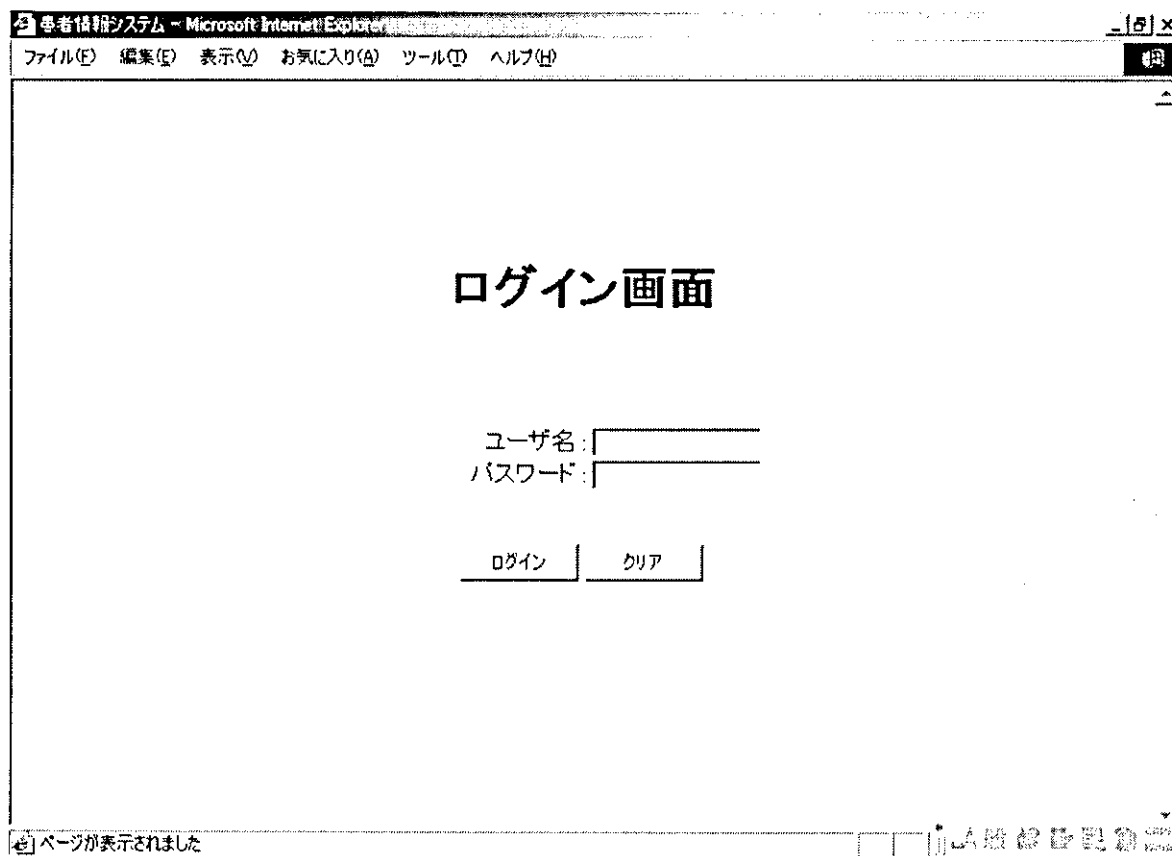 患者情報システム - Microsoft Internet Explorer
ファイル(F) 編集(E) 表示(V) お気に入り(A) ツール(T) ヘルプ(H)
ログイン画面
ユーザ名:
パスワード:
ログイン クリア
ページが表示されました